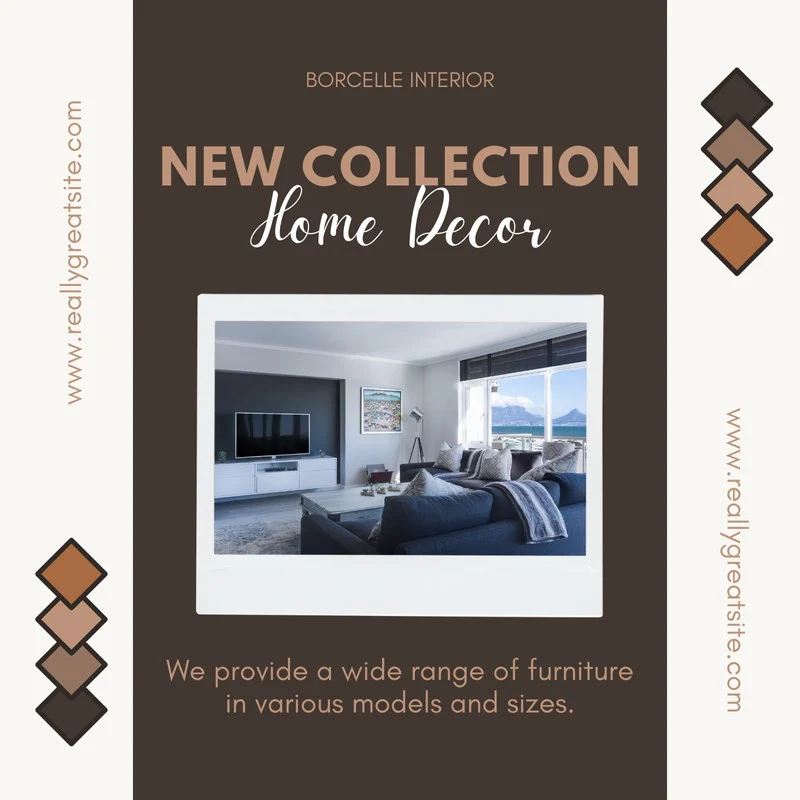 BORCELLE INTERIOR
NEW COLLECTION
Home Decor
www.reallygreatsite.com
www.reallygreatsite.com
We provide a wide range of furniture
in various models and sizes.